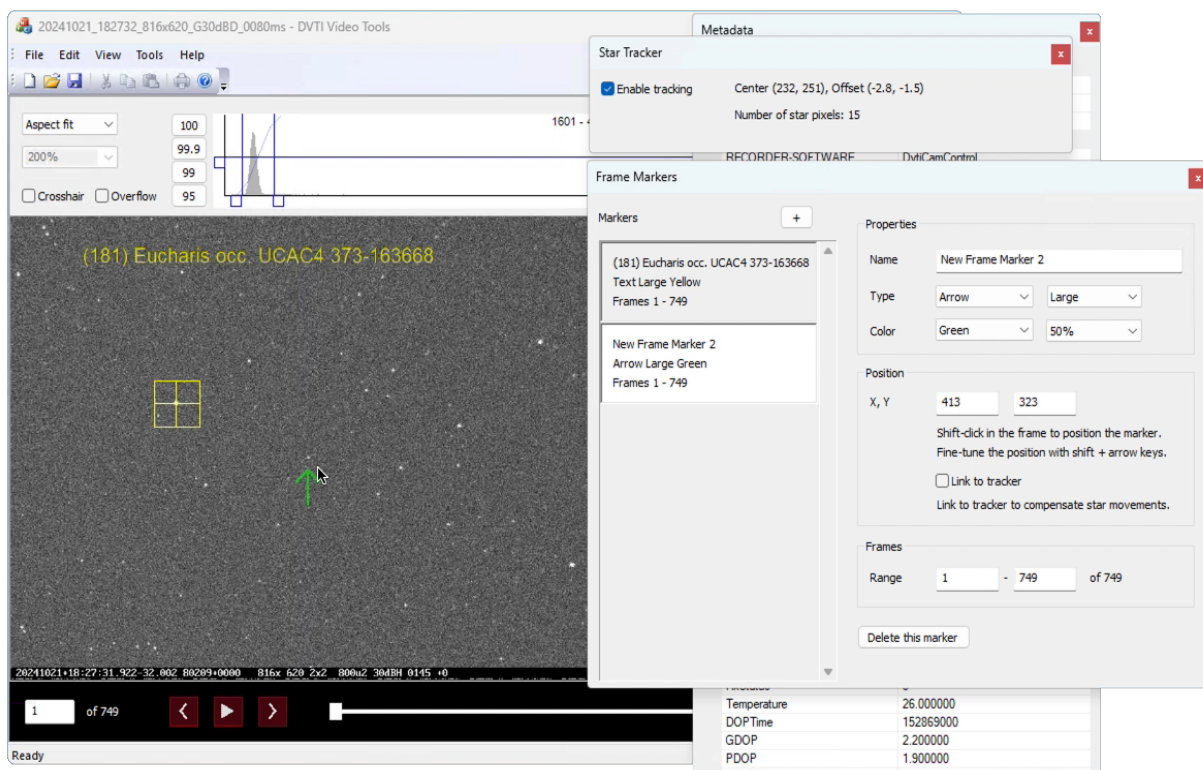 20241021_182732_816x620_G30dBD_0080ms - DVTI Video Tools
File Edit View Tools Help
Aspect fit
200%
Crosshair Overflow
100
99.9
99
95
1601 - 4
(181) Eucharis occ. UCAC4 373-163668
20241021+18:27:31.922-32.002 80209+0000 816x 620 2x2 800u2 30dBH 0145 +0
1 of 749
Ready
Metadata
x
Star Tracker
x
Enable tracking
Center (232, 251), Offset (-2.8, -1.5)
Number of star pixels: 15
RECORDER-SOFTWARE DvtiCamControl
Frame Markers
x
Markers
+
(181) Eucharis occ. UCAC4 373-163668
Text Large Yellow
Frames 1 - 749
New Frame Marker 2
Arrow Large Green
Frames 1 - 749
Properties
Name New Frame Marker 2
Type Arrow Large
Color Green 50%
Position
X, Y 413 323
Shift-click in the frame to position the marker.
Fine-tune the position with shift + arrow keys.
Link to tracker
Link to tracker to compensate star movements.
Frames
Range 1 - 749 of 749
Delete this marker
Temperature 26.000000
DOPTime 152869000
GDOP 2.200000
PDOP 1.900000